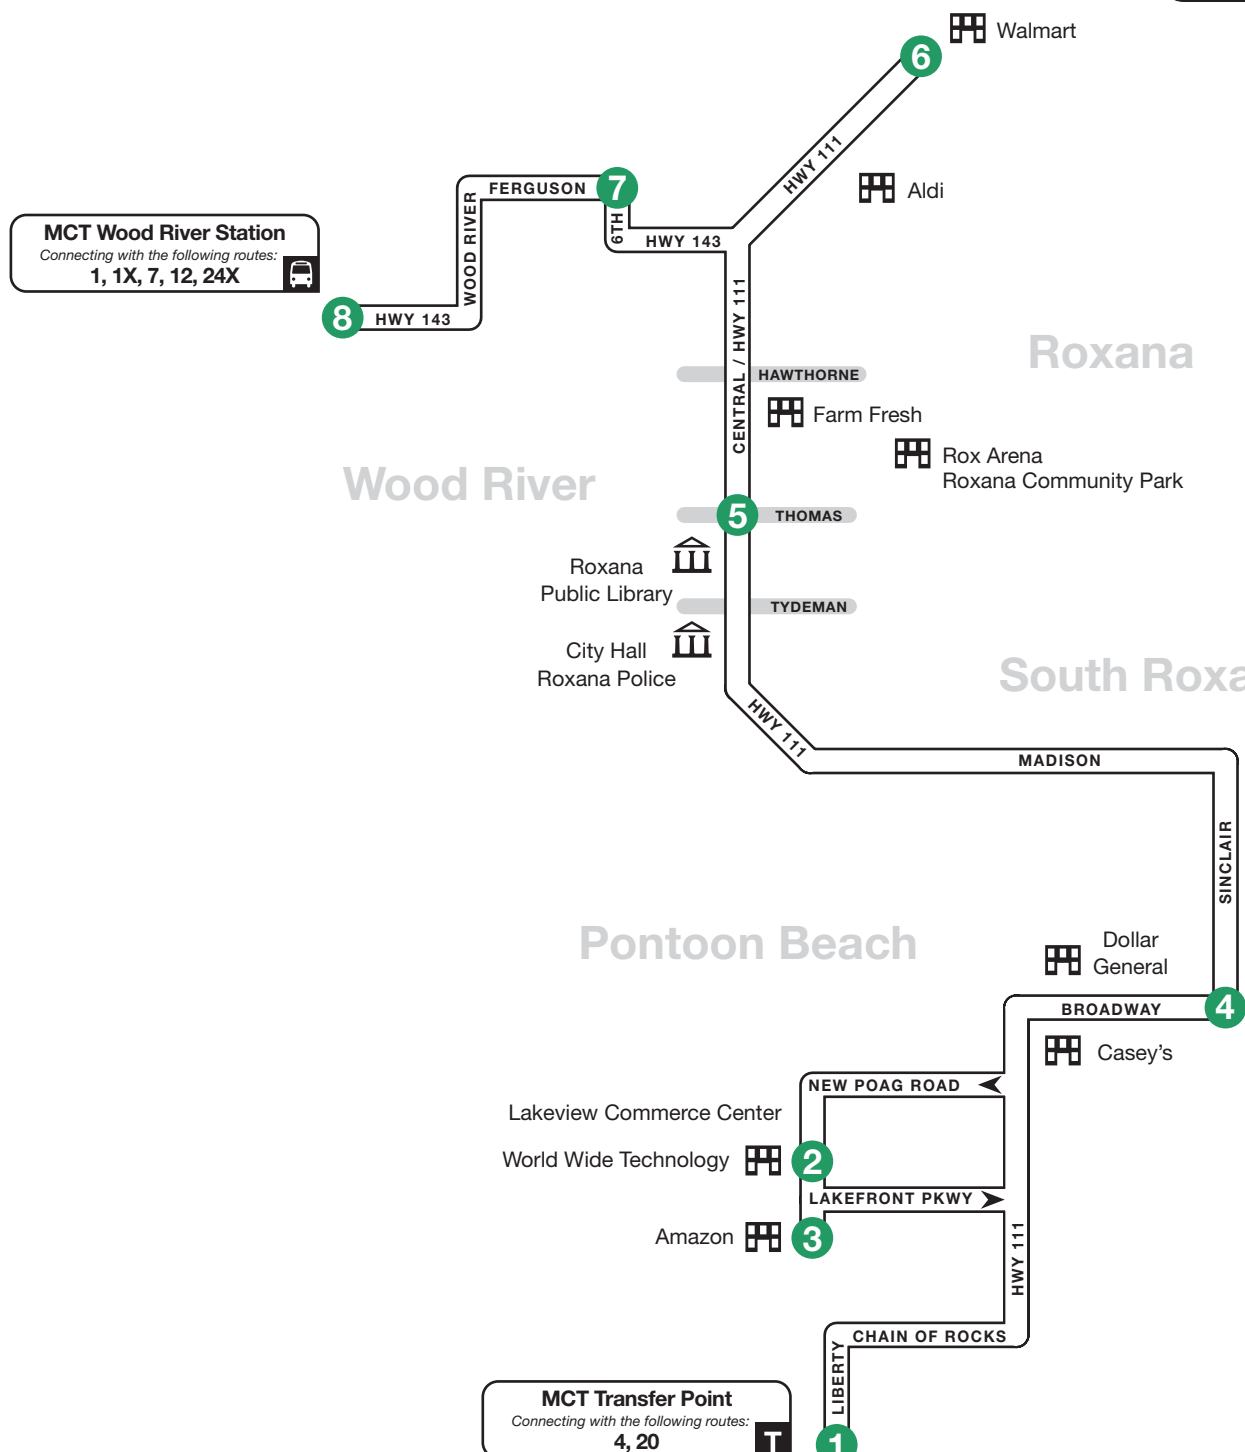 Walmart
6
HWY 111
Aldi
7
FERGUSON
6TH
HWY 143
WOOD RIVER
MCT Wood River Station
Connecting with the following routes:
1, 1X, 7, 12, 24X
8
HWY 143
CENTRAL / HWY 111
Roxana
HAWTHORNE
Farm Fresh
Rox Arena
Roxana Community Park
Wood River
5
THOMAS
Roxana
Public Library
TYDEMAN
City Hall
Roxana Police
South Roxa
HWY 111
MADISON
SINCLAIR
Pontoon Beach
Dollar
General
BROADWAY
4
Casey's
NEW POAG ROAD
Lakeview Commerce Center
World Wide Technology
2
LAKEFRONT PKWY
Amazon
3
HWY 111
CHAIN OF ROCKS
LIBERTY
MCT Transfer Point
Connecting with the following routes:
4, 20
T
1